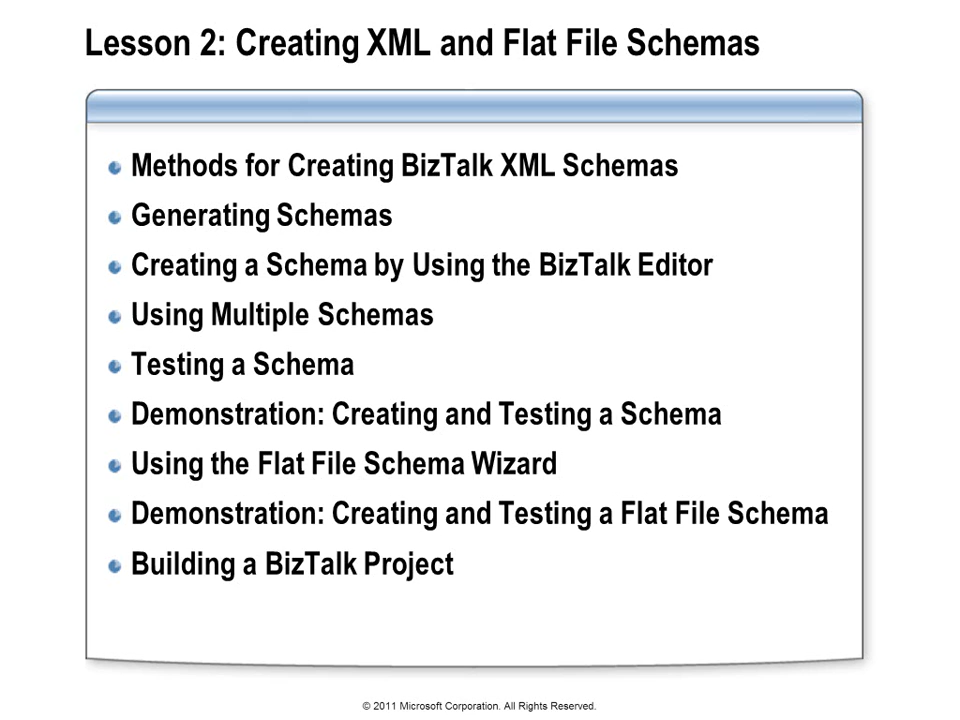 Lesson 2: Creating XML and Flat File Schemas
Methods for Creating BizTalk XML Schemas
Generating Schemas
Creating a Schema by Using the BizTalk Editor
Using Multiple Schemas
Testing a Schema
Demonstration: Creating and Testing a Schema
Using the Flat File Schema Wizard
Demonstration: Creating and Testing a Flat File Schema
Building a BizTalk Project
© 2011 Microsoft Corporation. All Rights Reserved.